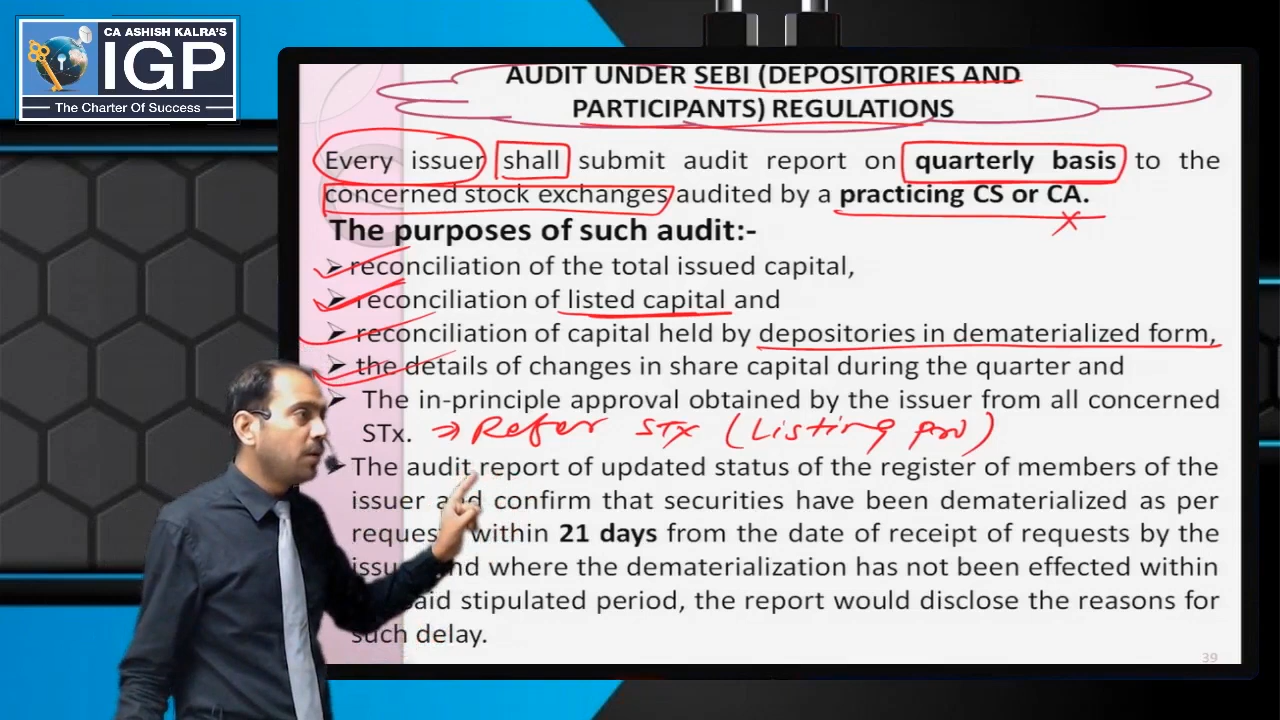 CA ASHISH KALRA'S
IGP
The Charter Of Success
AUDIT UNDER SEBI (DEPOSITORIES AND
PARTICIPANTS) REGULATIONS
Every issuer shall submit audit report on quarterly basis to the
concerned stock exchanges audited by a practicing CS or CA.
The purposes of such audit:-
➢ reconciliation of the total issued capital,
➢ reconciliation of listed capital and
➢ reconciliation of capital held by depositories in dematerialized form,
➢ the details of changes in share capital during the quarter and
➢ The in-principle approval obtained by the issuer from all concerned
STx. ⇒ Refer STX (Listing pro)
➢ The audit report of updated status of the register of members of the
issuer and confirm that securities have been dematerialized as per
request within 21 days from the date of receipt of requests by the
issu nd where the dematerialization has not been effected within
aid stipulated period, the report would disclose the reasons for
such delay.
39